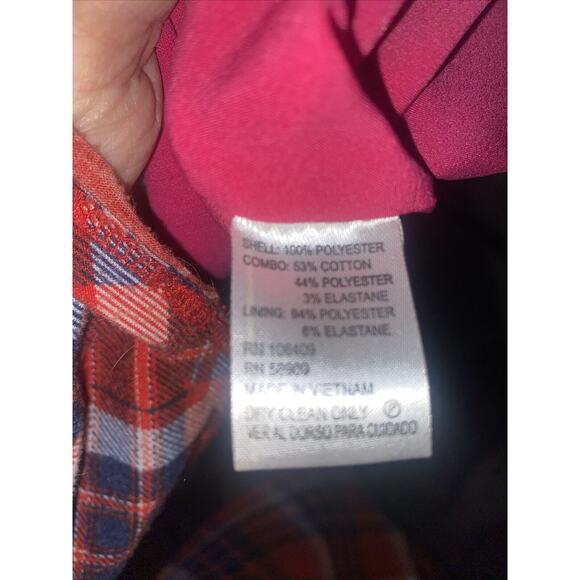 SHELL: 100% POLYESTER
COMBO: 53% COTTON
44% POLYESTER
3% ELASTANE
LINING: 94% POLYESTER
6% ELASTANE
RN 106409
RN 58909
MADE IN VIETNAM
DRY CLEAN ONLY
VER AL DORSO PARA CUIDADO